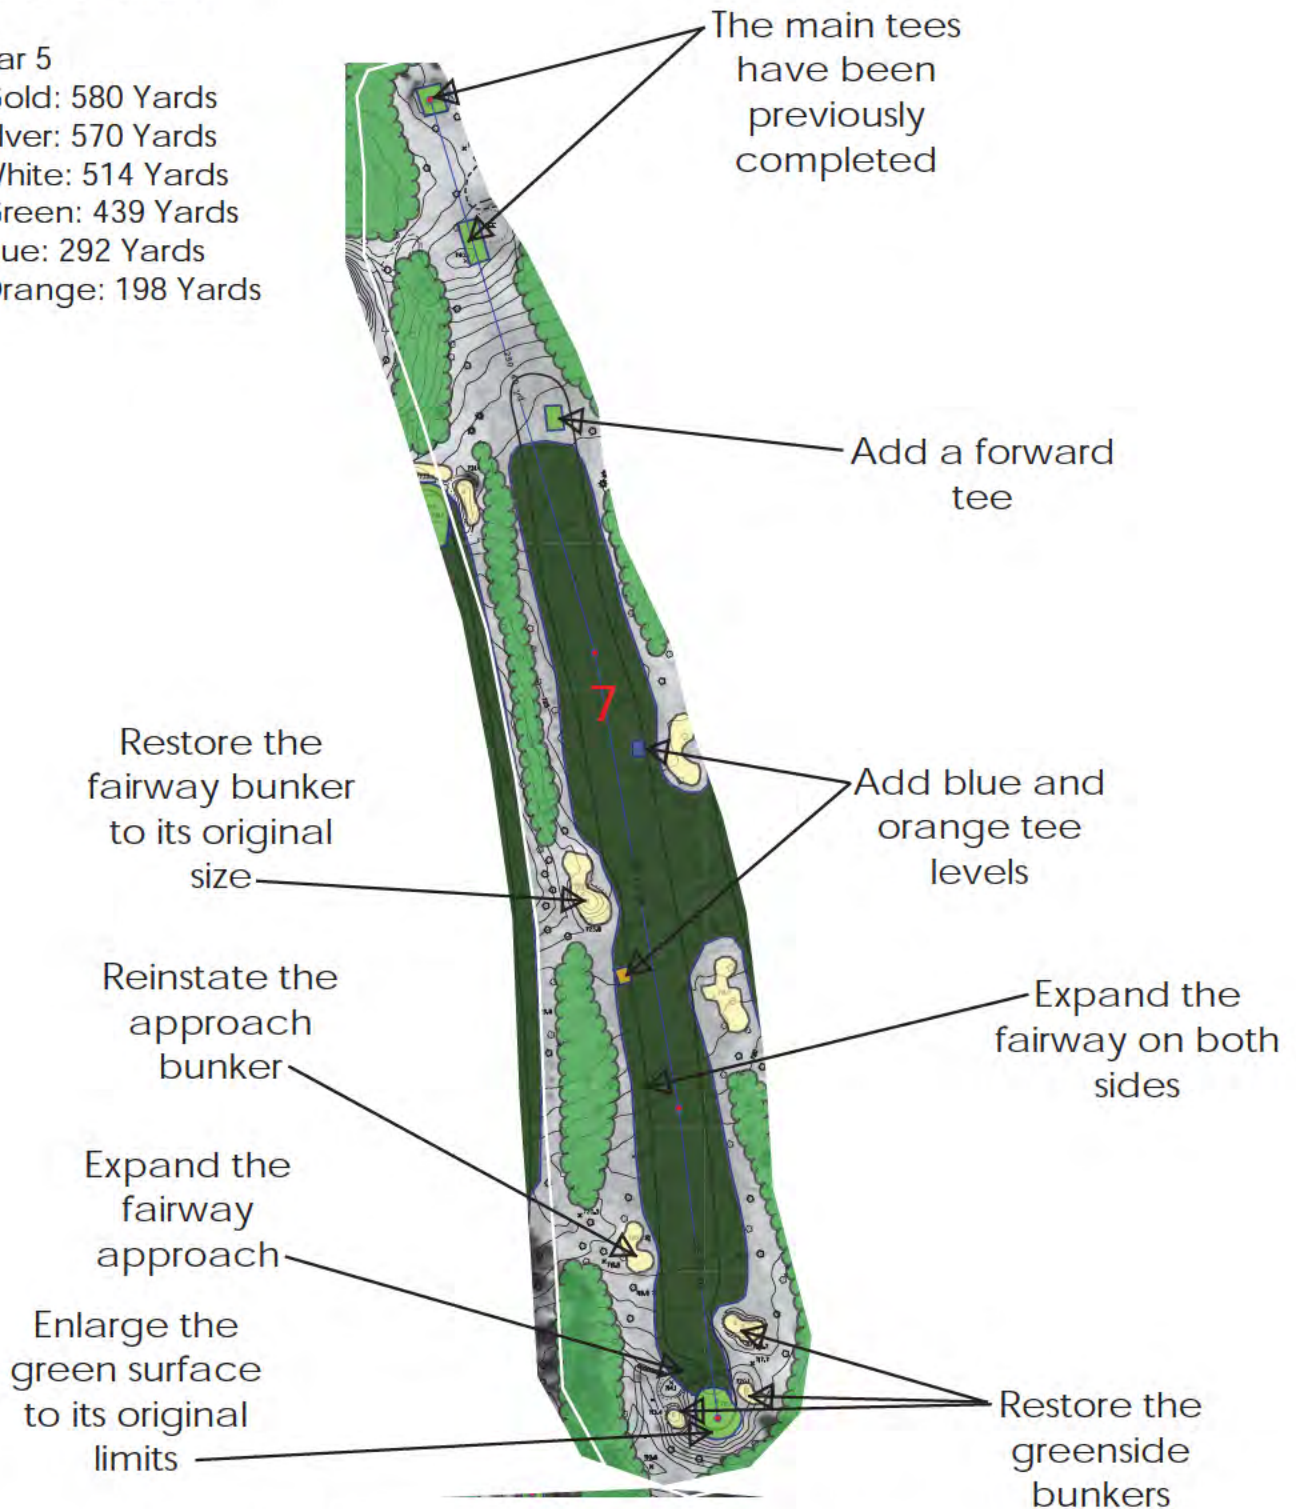 The main tees
have been
previously
completed
ar 5
old: 580 Yards
lver: 570 Yards
hite: 514 Yards
reen: 439 Yards
ue: 292 Yards
range: 198 Yards
Add a forward
tee
7
Restore the
fairway bunker
to its original
size
Add blue and
orange tee
levels
Reinstate the
approach
bunker
Expand the
fairway on both
sides
Expand the
fairway
approach
Enlarge the
green surface
to its original
limits
Restore the
greenside
bunkers